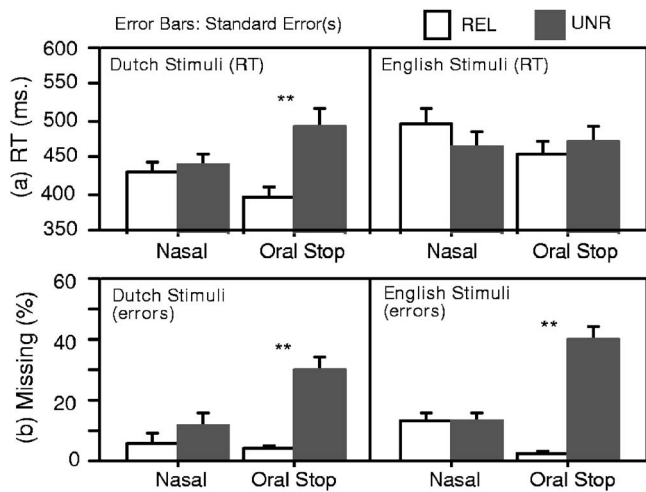 Error Bars: Standard Error(s) REL UNR
(a) RT (ms.)
600
550
500
450
400
350
Dutch Stimuli (RT)
**
English Stimuli (RT)
Nasal Oral Stop Nasal Oral Stop
(b) Missing (%)
60
40
20
0
Dutch Stimuli
(errors)
**
English Stimuli
(errors)
**
Nasal Oral Stop Nasal Oral Stop